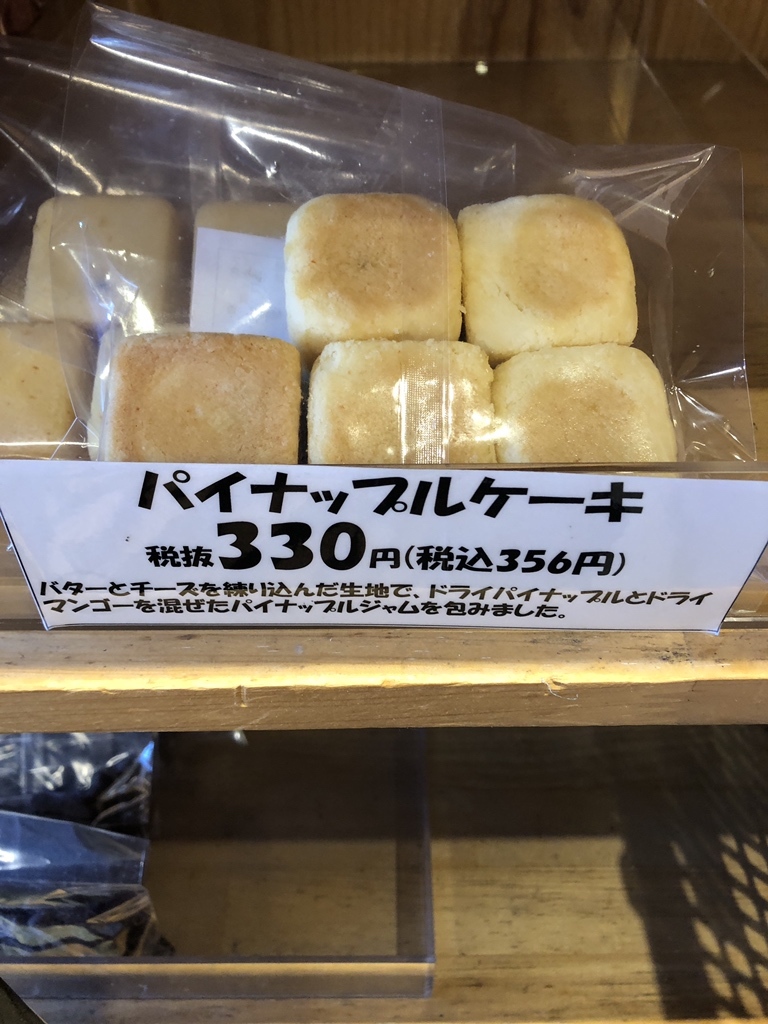 パイナップルケーキ
税抜330円(税込356円)
バターとチーズを練り込んだ生地で、ドライパイナップルとドライ
マンゴーを混ぜたパイナップルジャムを包みました。